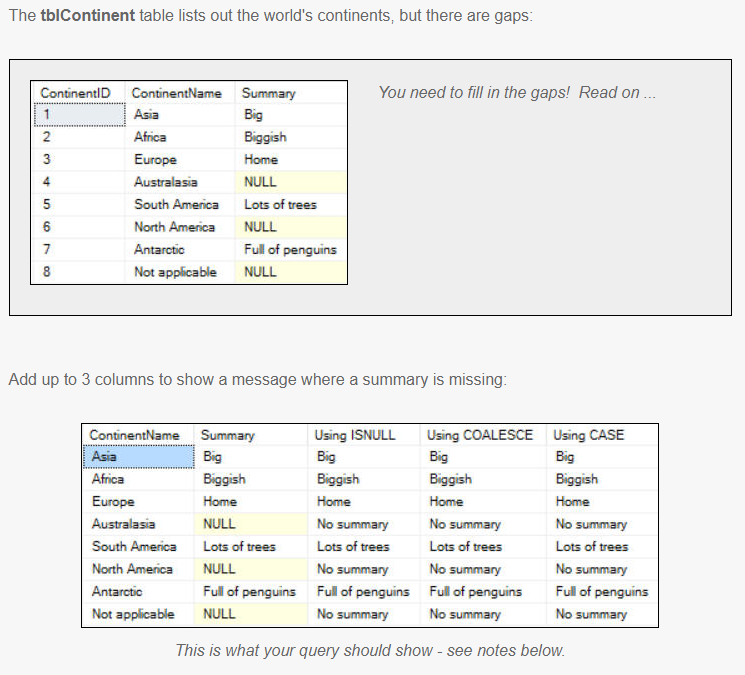 The tblContinent table lists out the world's continents, but there are gaps:
ContinentID ContinentName Summary
1 Asia Big
2 Africa Biggish
3 Europe Home
4 Australasia NULL
5 South America Lots of trees
6 North America NULL
7 Antarctic Full of penguins
8 Not applicable NULL
You need to fill in the gaps! Read on ...
Add up to 3 columns to show a message where a summary is missing:
ContinentName Summary Using ISNULL Using COALESCE Using CASE
Asia Big Big Big Big
Africa Biggish Biggish Biggish Biggish
Europe Home Home Home Home
Australasia NULL No summary No summary No summary
South America Lots of trees Lots of trees Lots of trees Lots of trees
North America NULL No summary No summary No summary
Antarctic Full of penguins Full of penguins Full of penguins Full of penguins
Not applicable NULL No summary No summary No summary
This is what your query should show - see notes below.